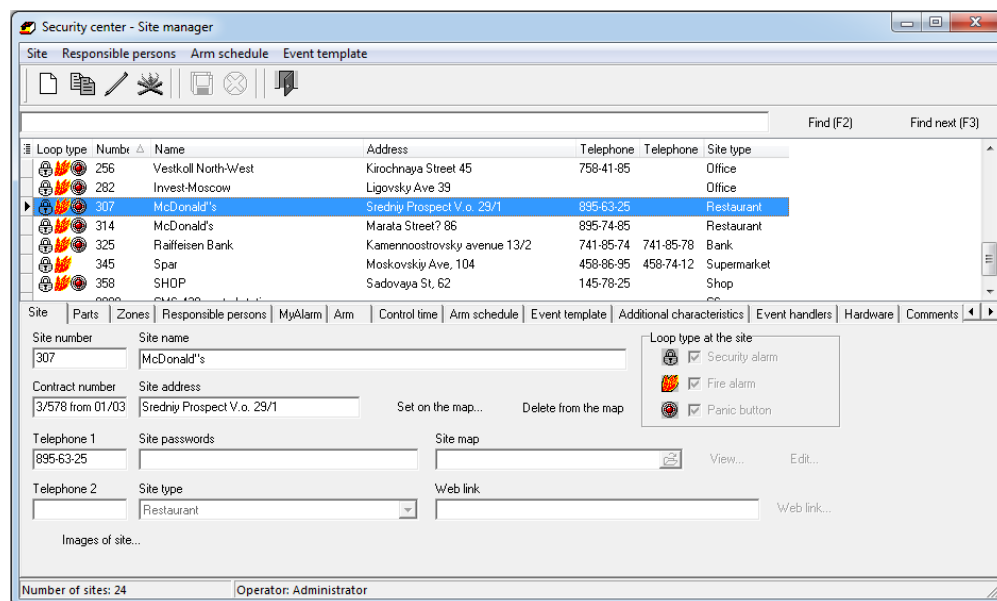 Security center - Site manager
Site Responsible persons Arm schedule Event template
Find (F2) Find next (F3)
Loop type Numbe Name Address Telephone Telephone Site type
256 Vestkoll North-West Kirochnaya Street 45 758-41-85 Office
282 Invest-Moscow Ligovsky Ave 39 Office
307 McDonald''s Sredniy Prospect V.o. 29/1 895-63-25 Restaurant
314 McDonald's Marata Street? 86 895-74-85 Restaurant
325 Raiffeisen Bank Kamennoostrovsky avenue 13/2 741-85-74 741-85-78 Bank
345 Spar Moskovskiy Ave, 104 458-86-95 458-74-12 Supermarket
358 SHOP Sadovaya St, 62 145-78-25 Shop
Site Parts Zones Responsible persons MyAlarm Arm Control time Arm schedule Event template Additional characteristics Event handlers Hardware Comments
Site number Site name Loop type at the site
307 McDonald''s Security alarm
Contract number Site address Fire alarm
3/578 from 01/03 Sredniy Prospect V.o. 29/1 Set on the map... Delete from the map Panic button
Telephone 1 Site passwords Site map
895-63-25 View... Edit...
Telephone 2 Site type Web link
Restaurant Web link...
Images of site...
Number of sites: 24 Operator: Administrator